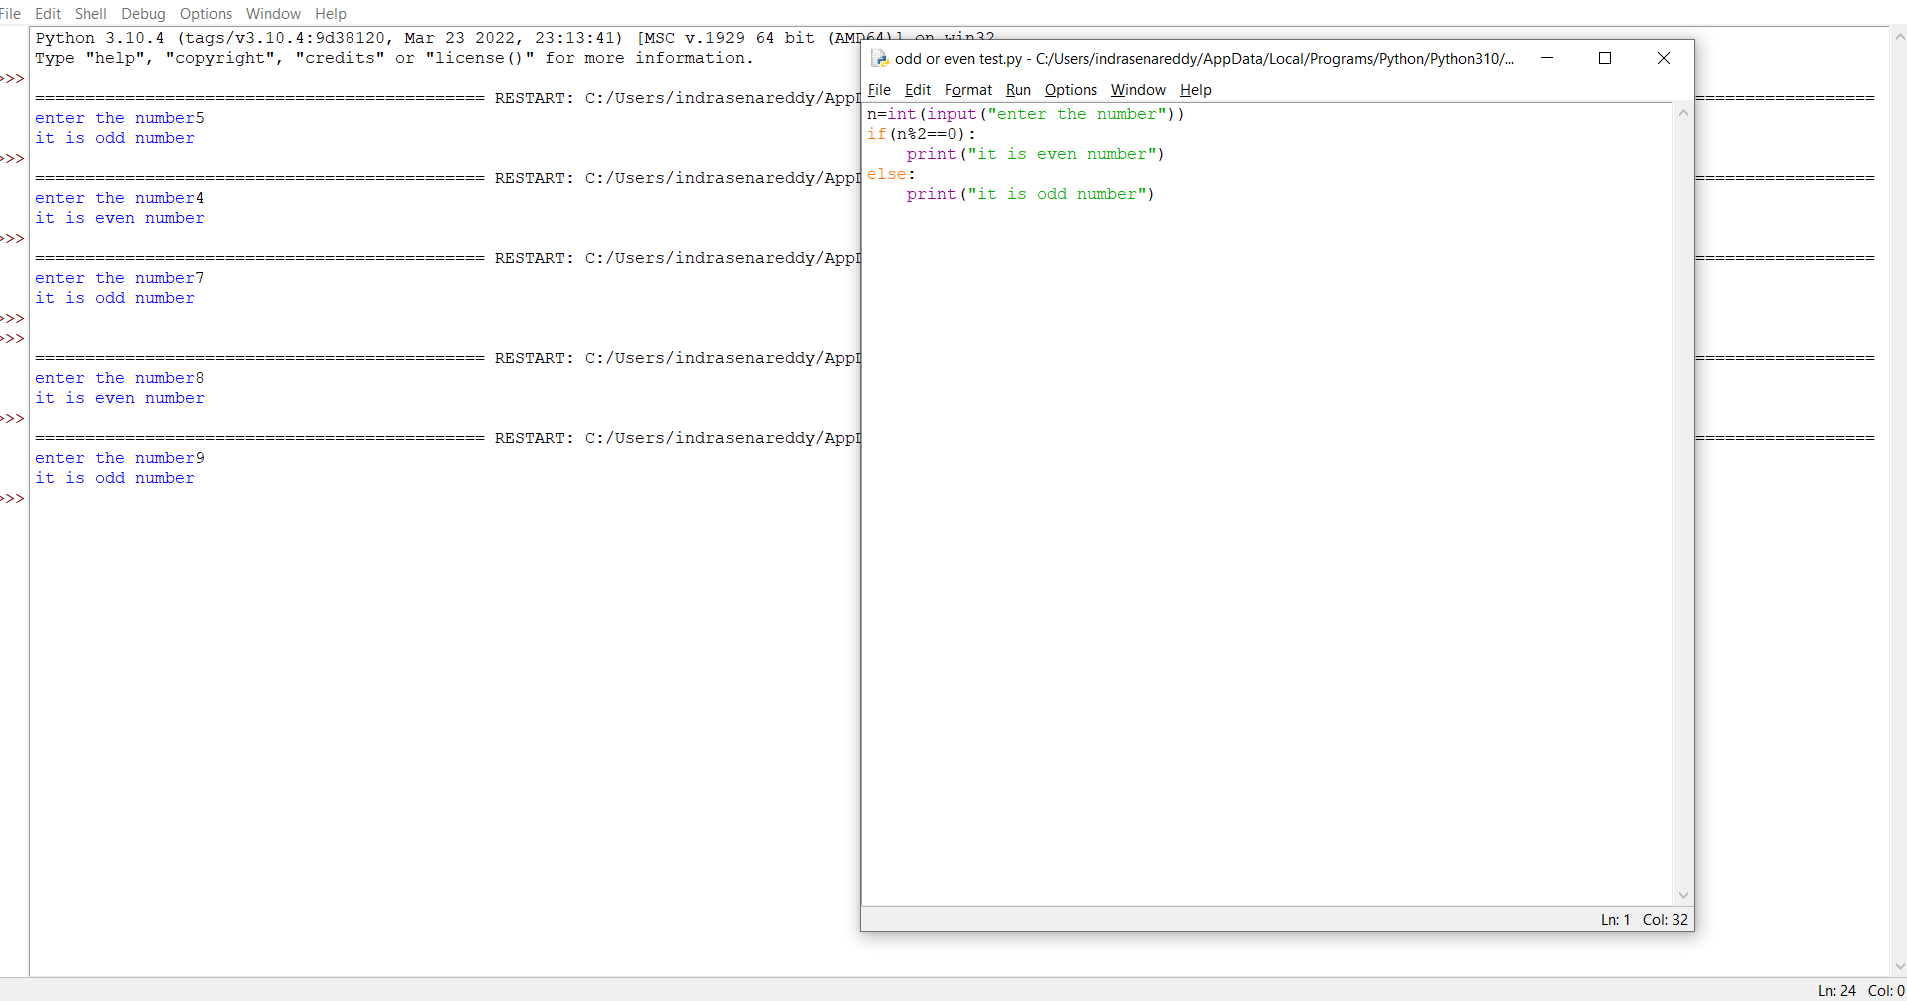 File Edit Shell Debug Options Window Help
Python 3.10.4 (tags/v3.10.4:9d38120, Mar 23 2022, 23:13:41) [MSC v.1929 64 bit (AMD64)] on win32
Type "help", "copyright", "credits" or "license()" for more information.
>>>
============================================= RESTART: C:/Users/indrasenareddy/AppD
==================
enter the number5
it is odd number
>>>
============================================= RESTART: C:/Users/indrasenareddy/AppD
==================
enter the number4
it is even number
>>>
============================================= RESTART: C:/Users/indrasenareddy/AppD
==================
enter the number7
it is odd number
>>>
>>>
============================================= RESTART: C:/Users/indrasenareddy/AppD
==================
enter the number8
it is even number
>>>
============================================= RESTART: C:/Users/indrasenareddy/AppD
==================
enter the number9
it is odd number
>>>
odd or even test.py - C:/Users/indrasenareddy/AppData/Local/Programs/Python/Python310/...
File Edit Format Run Options Window Help
n=int(input("enter the number"))
if(n%2==0):
    print("it is even number")
else:
    print("it is odd number")
Ln: 1 Col: 32
Ln: 24 Col: 0